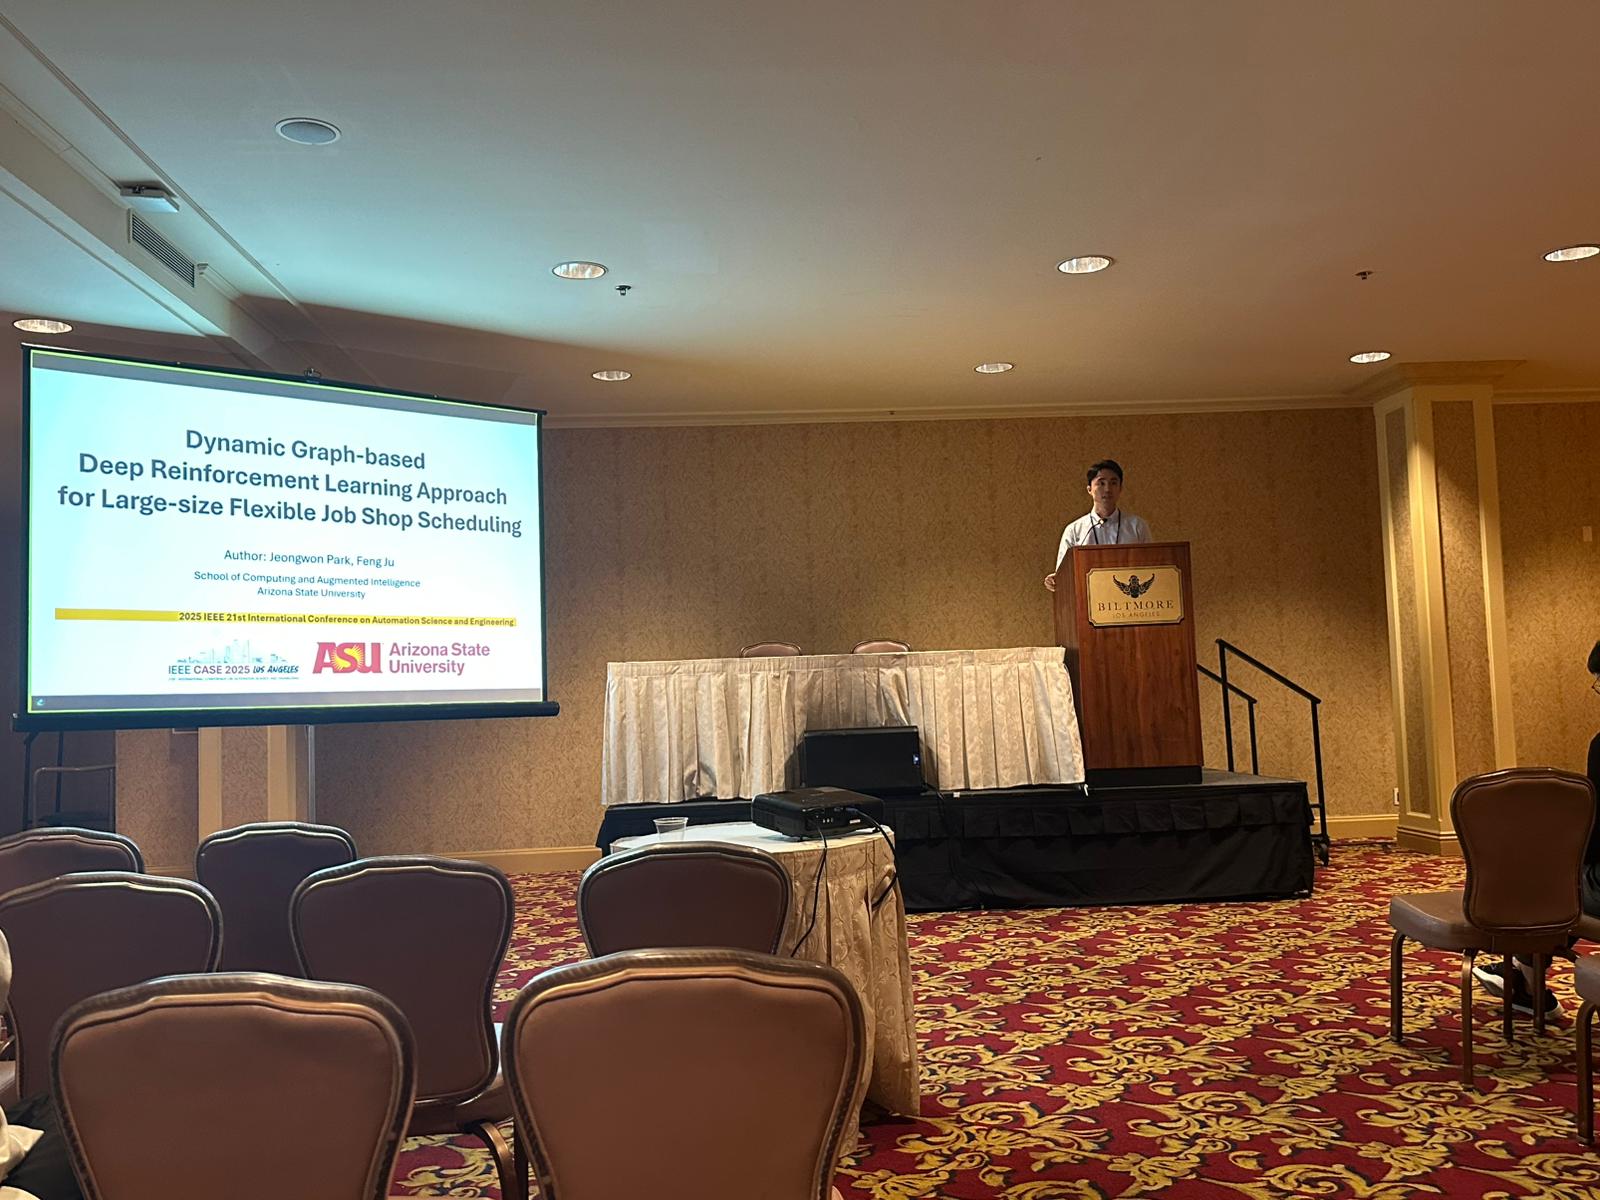 Dynamic Graph-based
Deep Reinforcement Learning Approach
for Large-size Flexible Job Shop Scheduling
Author: Jeongwon Park, Feng Ju
School of Computing and Augmented Intelligence
Arizona State University
2025 IEEE 21st International Conference on Automation Science and Engineering
IEEE CASE 2025 LOS ANGELES
ASU Arizona State
University
BILTMORE
LOS ANGELES